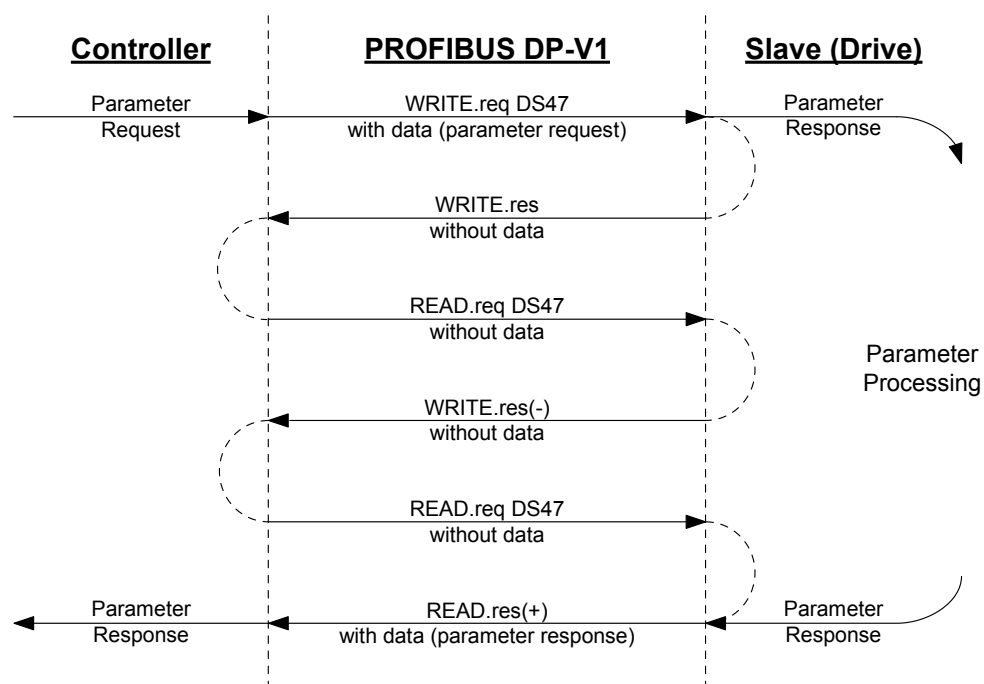 Controller
PROFIBUS DP-V1
Slave (Drive)
Parameter
Request
WRITE.req DS47
with data (parameter request)
Parameter
Response
WRITE.res
without data
READ.req DS47
without data
Parameter
Processing
WRITE.res(-)
without data
READ.req DS47
without data
Parameter
Response
READ.res(+)
with data (parameter response)
Parameter
Response